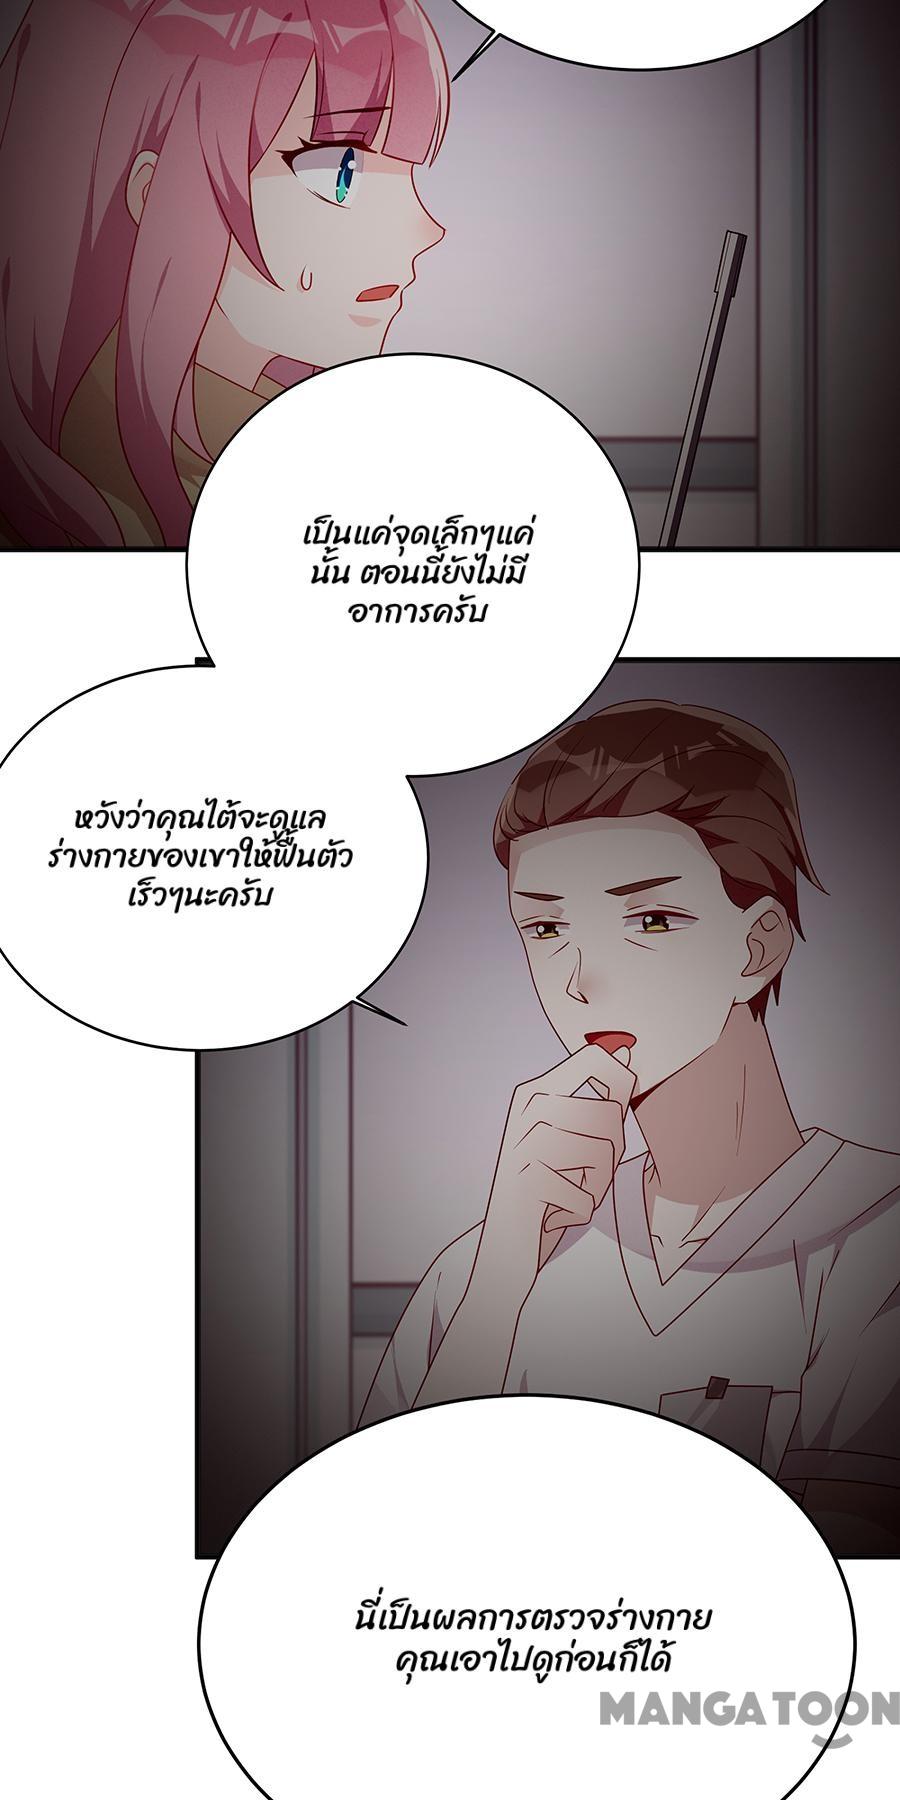 เป็นแค่จุดเล็กๆแค่
นั้น ตอนนี้ยังไม่มี
อาการครับ
หวังว่าคุณไต้จะดูแล
ร่างกายของเขาให้ฟื้นตัว
เร็วๆนะครับ
นี่เป็นผลการตรวจร่างกาย
คุณเอาไปดูก่อนก็ได้
MANGATOON